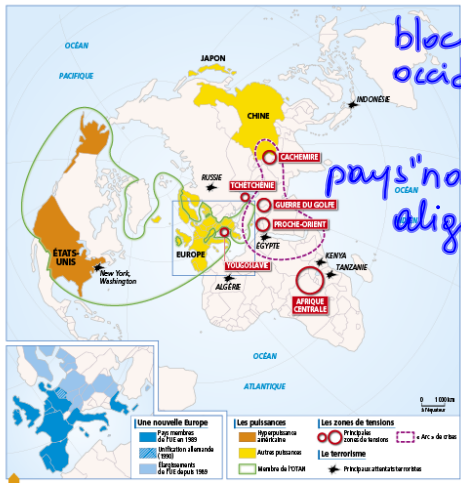 OCÉAN
PACIFIQUE
bloc
occid
JAPON
CHINE
INDONÉSIE
CACHEMIRE
RUSSIE
TCHÉTCHÉNIE
pays "no
OCÉAN
alig
GUERRE DU GOLFE
PROCHE-ORIENT
ÉGYPTE
EUROPE
YOUGOSLAVIE
ALGÉRIE
ÉTATS-
UNIS
New York,
Washington
KENYA
TANZANIE
AFRIQUE
CENTRALE
OCÉAN
ATLANTIQUE
0 1 000 km
à l'équateur
Une nouvelle Europe
Pays membres
de l'UE en 1989
Unification allemande
(1990)
Élargissements
de l'UE depuis 1989
Les puissances
Hyperpuissance
américaine
Autres puissances
Membre de l'OTAN
Les zones de tensions
Principales
zones de tensions
« Arc » de crises
Le terrorisme
Principaux attentats terroristes